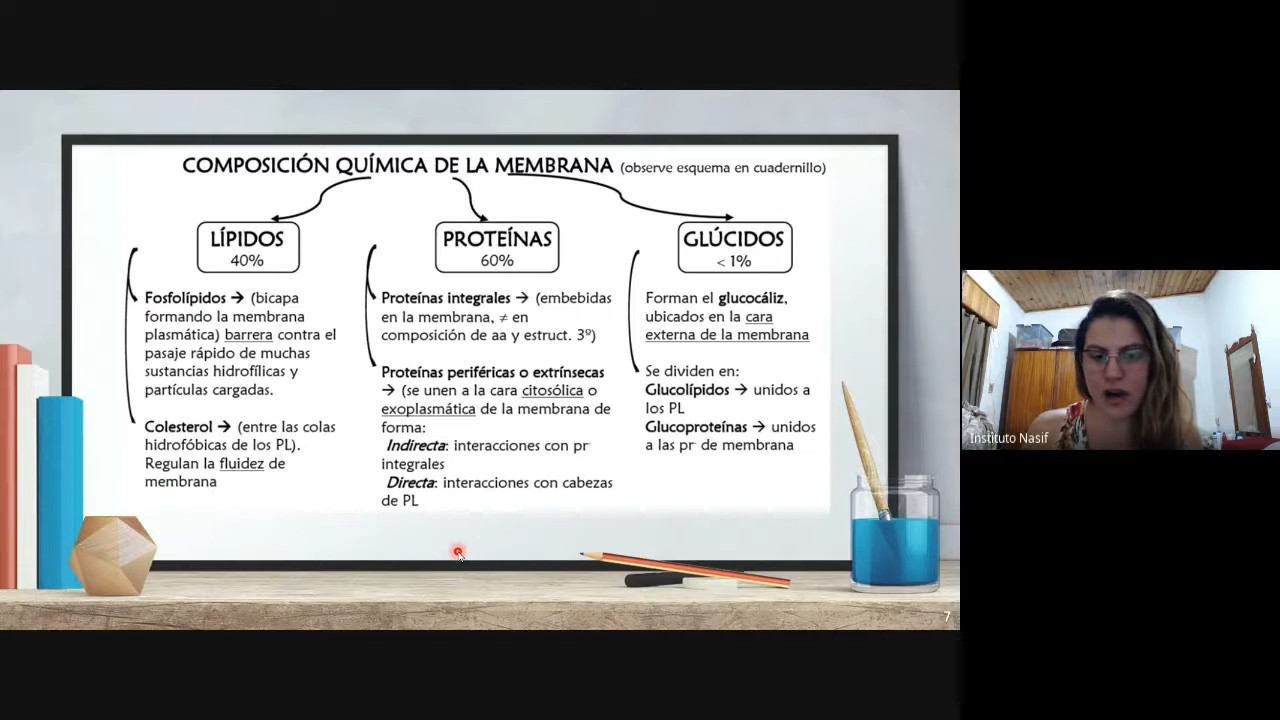 COMPOSICIÓN QUÍMICA DE LA MEMBRANA (observe esquema en cuadernillo)
LÍPIDOS
40%
Fosfolípidos → (bicapa
formando la membrana
plasmática) barrera contra el
pasaje rápido de muchas
sustancias hidrofílicas y
partículas cargadas.
Colesterol → (entre las colas
hidrofóbicas de los PL).
Regulan la fluidez de
membrana
PROTEÍNAS
60%
Proteínas integrales → (embebidas
en la membrana, ≠ en
composición de aa y estruct. 3º)
Proteínas periféricas o extrínsecas
→ (se unen a la cara citosólica o
exoplasmática de la membrana de
forma:
Indirecta: interacciones con pr
integrales
Directa: interacciones con cabezas
de PL
GLÚCIDOS
< 1%
Forman el glucocáliz,
ubicados en la cara
externa de la membrana
Se dividen en:
Glucolípidos → unidos a
los PL
Glucoproteínas → unidos
a las pr de membrana
7
Instituto Nasif